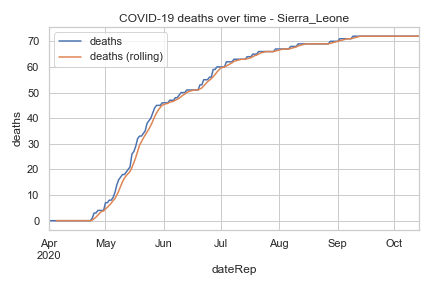 COVID-19 deaths over time - Sierra_Leone
deaths
deaths (rolling)
deaths
70
60
50
40
30
20
10
0
Apr May Jun Jul Aug Sep Oct
2020
dateRep